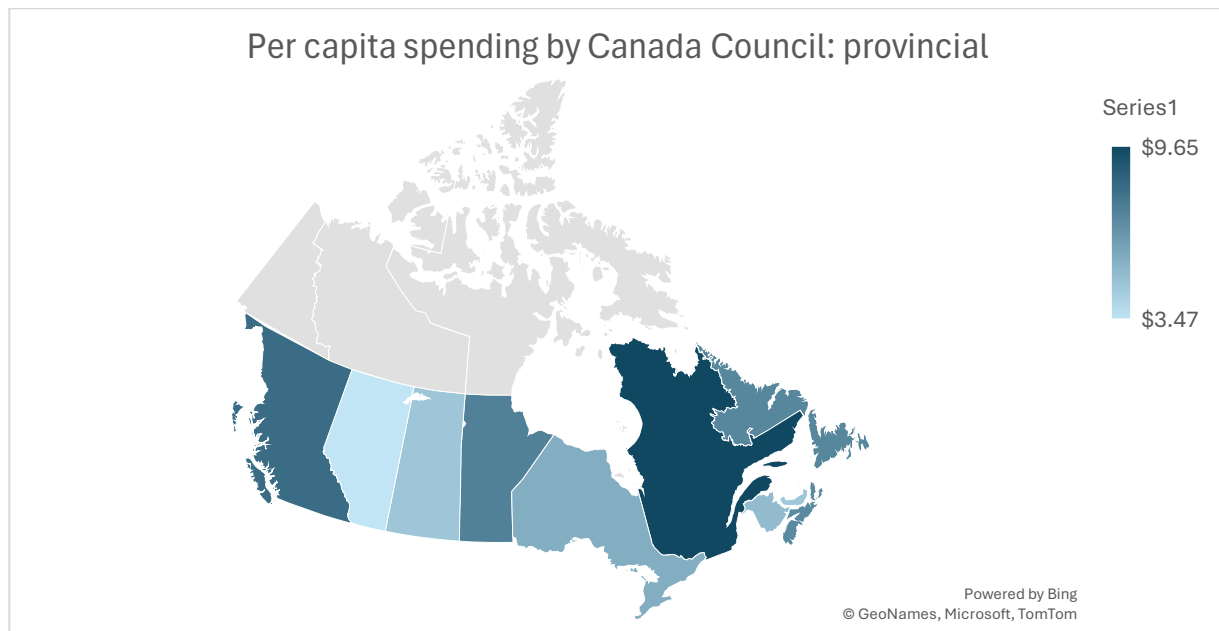 Per capita spending by Canada Council: provincial
Series1
$9.65
$3.47
Powered by Bing
© GeoNames, Microsoft, TomTom